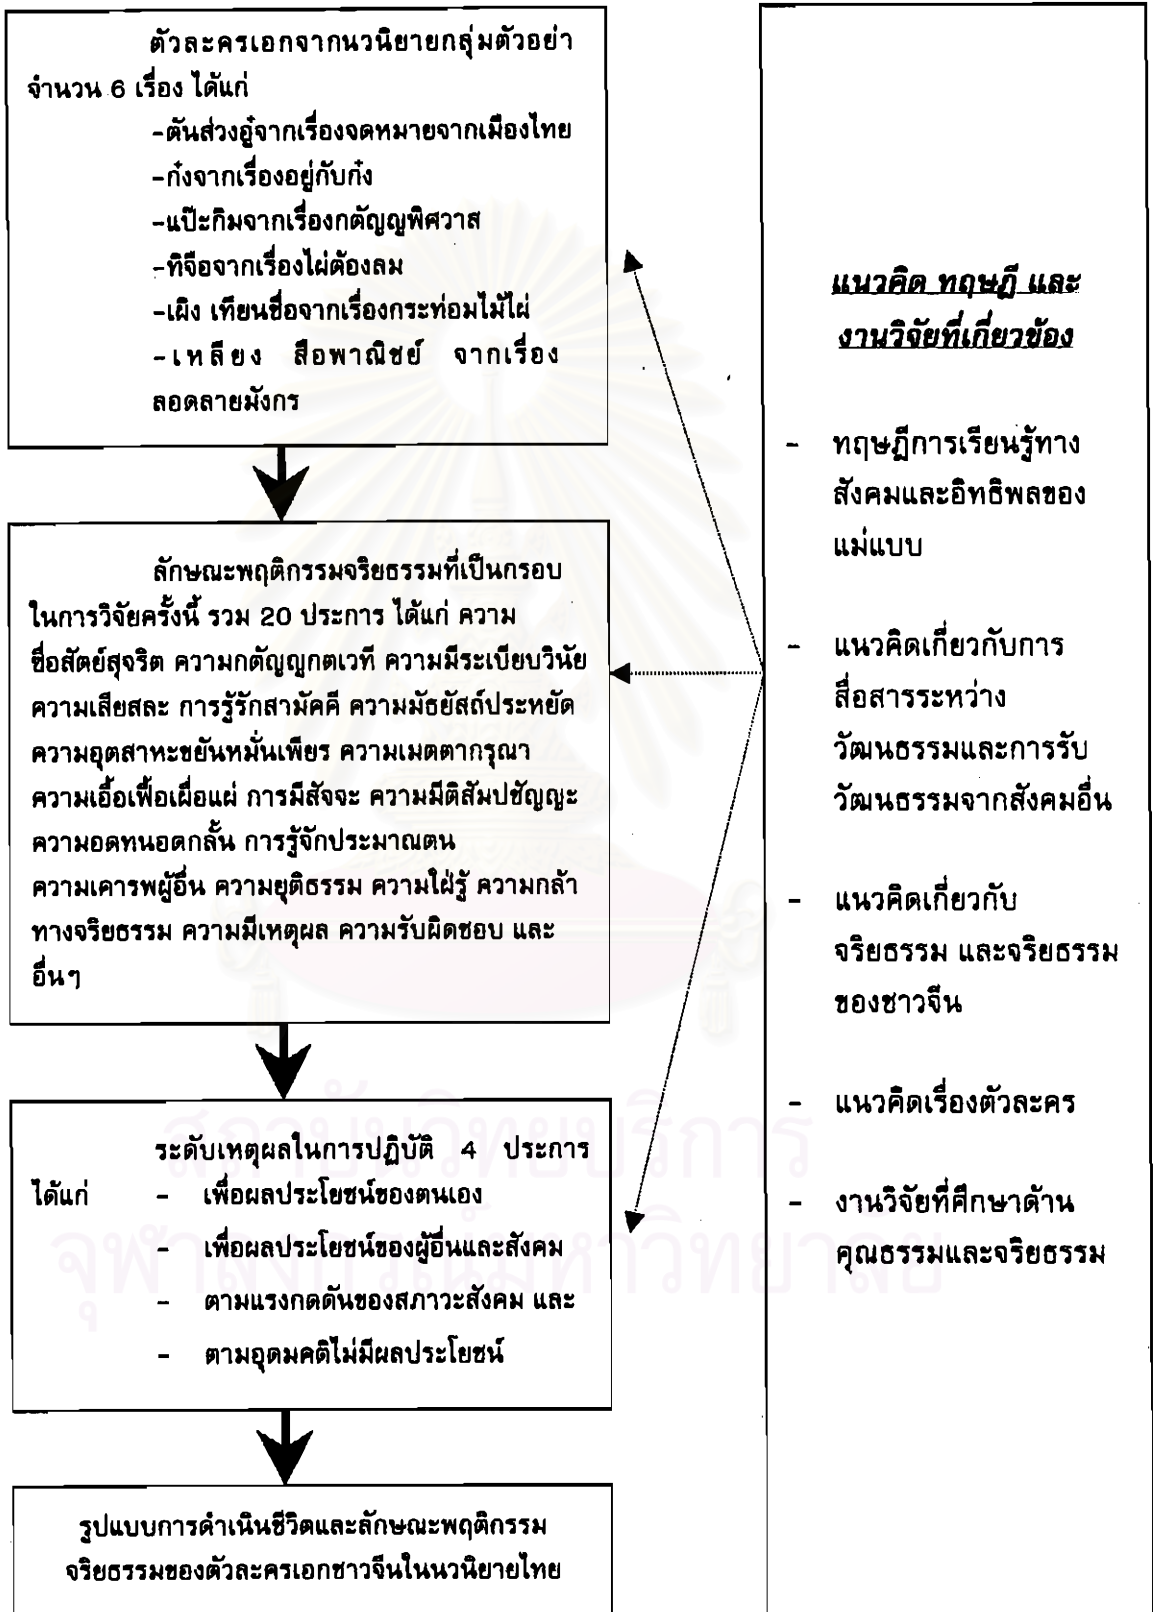 ตัวละครเอกจากนวนิยายกลุ่มตัวอย่า
จำนวน 6 เรื่อง ได้แก่
-ตันส่วงอู๋จากเรื่องจดหมายจากเมืองไทย
-ก๋งจากเรื่องอยู่กับก๋ง
-แป๊ะกิมจากเรื่องกตัญญูพิศวาส
-ทิจือจากเรื่องไผ่ต้องลม
-เผิง เทียนชื่อจากเรื่องกระท่อมไม้ไผ่
-เหลียง สือพาณิชย์ จากเรื่อง
ลอดลายมังกร
ลักษณะพฤติกรรมจริยธรรมที่เป็นกรอบ
ในการวิจัยครั้งนี้ รวม 20 ประการ ได้แก่ ความ
ซื่อสัตย์สุจริต ความกตัญญูกตเวที ความมีระเบียบวินัย
ความเสียสละ การรู้รักสามัคคี ความมัธยัสถ์ประหยัด
ความอุตสาหะขยันหมั่นเพียร ความเมตตากรุณา
ความเอื้อเฟื้อเผื่อแผ่ การมีสัจจะ ความมีติสัมปชัญญะ
ความอดทนอดกลั้น การรู้จักประมาณตน
ความเคารพผู้อื่น ความยุติธรรม ความใฝ่รู้ ความกล้า
ทางจริยธรรม ความมีเหตุผล ความรับผิดชอบ และ
อื่นๆ
ระดับเหตุผลในการปฏิบัติ 4 ประการ
ได้แก่ - เพื่อผลประโยชน์ของตนเอง
- เพื่อผลประโยชน์ของผู้อื่นและสังคม
- ตามแรงกดดันของสภาวะสังคม และ
- ตามอุดมคติไม่มีผลประโยชน์
รูปแบบการดำเนินชีวิตและลักษณะพฤติกรรม
จริยธรรมของตัวละครเอกชาวจีนในนวนิยายไทย
แนวคิด ทฤษฎี และ
งานวิจัยที่เกี่ยวข้อง
- ทฤษฎีการเรียนรู้ทาง
สังคมและอิทธิพลของ
แม่แบบ
- แนวคิดเกี่ยวกับการ
สื่อสารระหว่าง
วัฒนธรรมและการรับ
วัฒนธรรมจากสังคมอื่น
- แนวคิดเกี่ยวกับ
จริยธรรม และจริยธรรม
ของชาวจีน
- แนวคิดเรื่องตัวละคร
- งานวิจัยที่ศึกษาด้าน
คุณธรรมและจริยธรรม
สถาบันวิทยบริการ
จุฬาลงกรณ์มหาวิทยาลัย